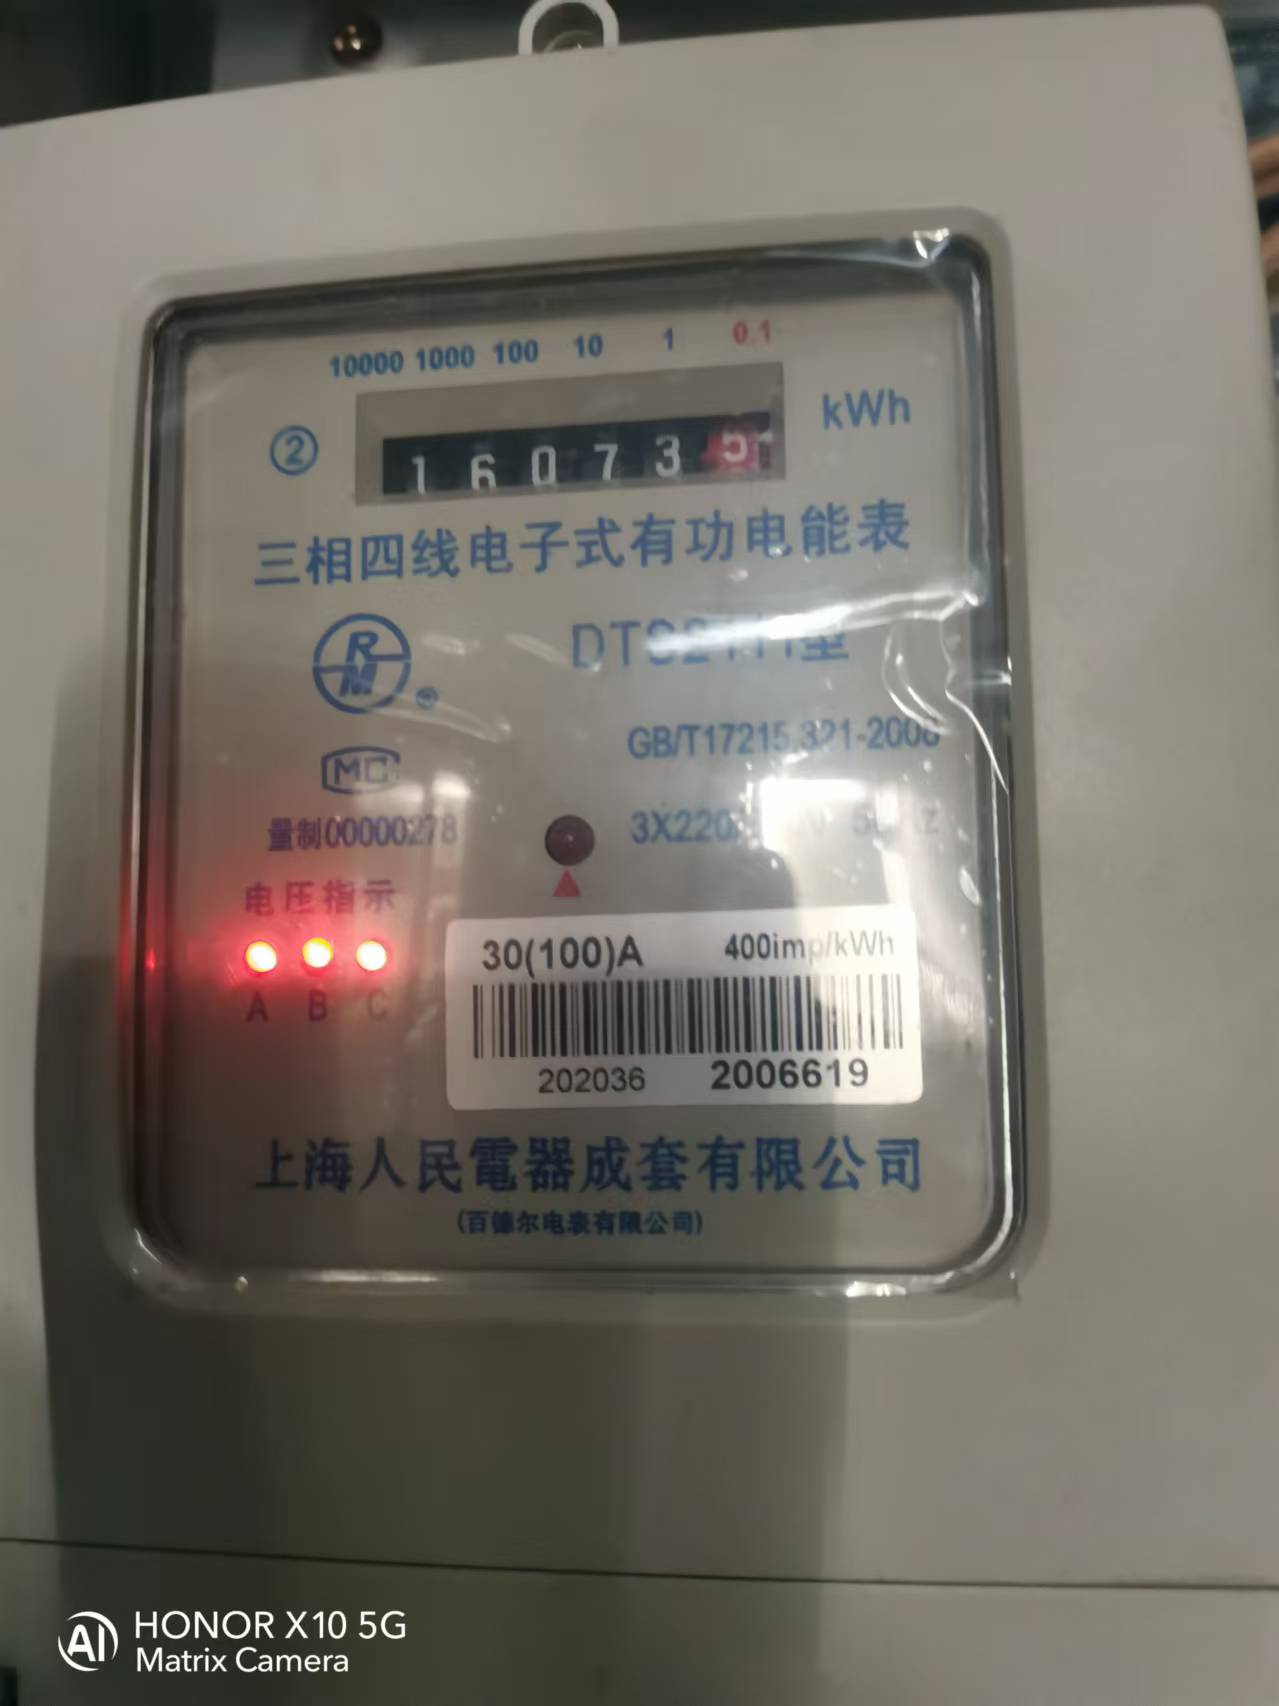 10000 1000 100 10 1 0.1
② 1 6 0 7 3 5 kWh
三相四线电子式有功电能表
RM ®
GB/T17215.321-2008
MC
量制00000278
3X220
电压指示
30(100)A 400imp/kWh
A B C
202036 2006619
上海人民電器成套有限公司
(百德尔电表有限公司)
AI HONOR X10 5G
Matrix Camera